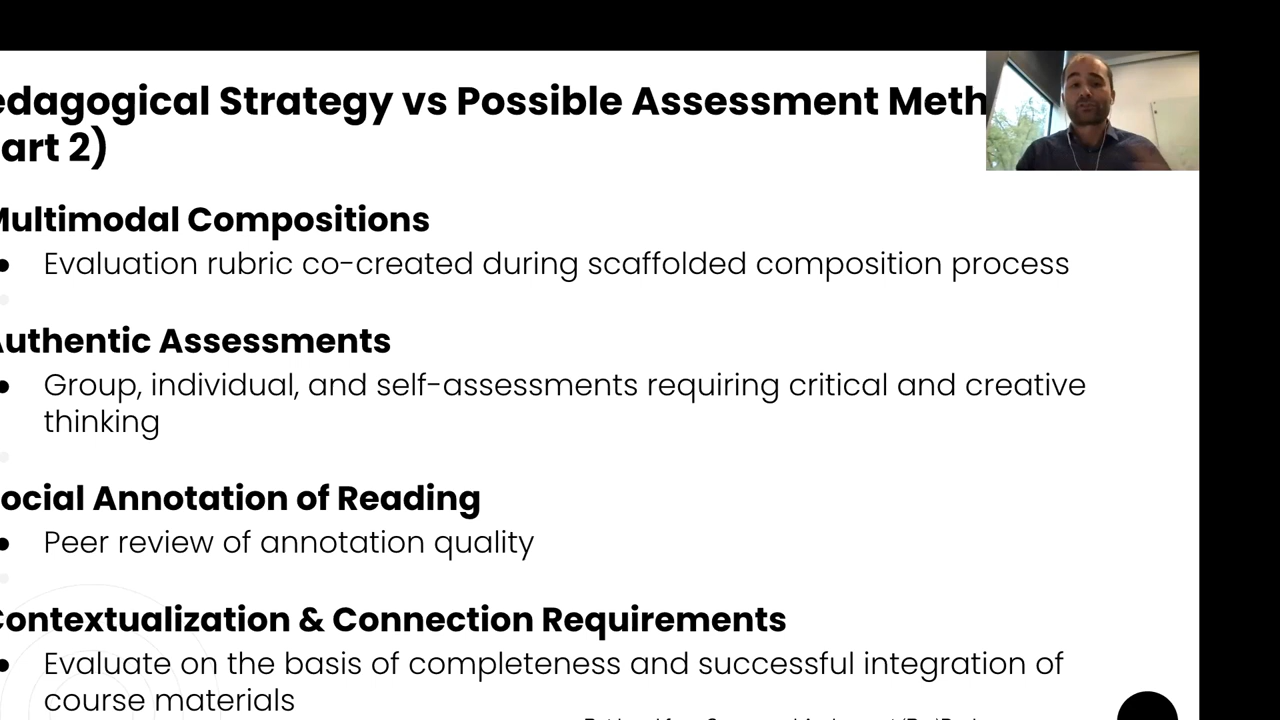 edagogical Strategy vs Possible Assessment Meth
art 2)
Multimodal Compositions
● Evaluation rubric co-created during scaffolded composition process
Authentic Assessments
● Group, individual, and self-assessments requiring critical and creative
thinking
ocial Annotation of Reading
● Peer review of annotation quality
Contextualization & Connection Requirements
● Evaluate on the basis of completeness and successful integration of
course materials